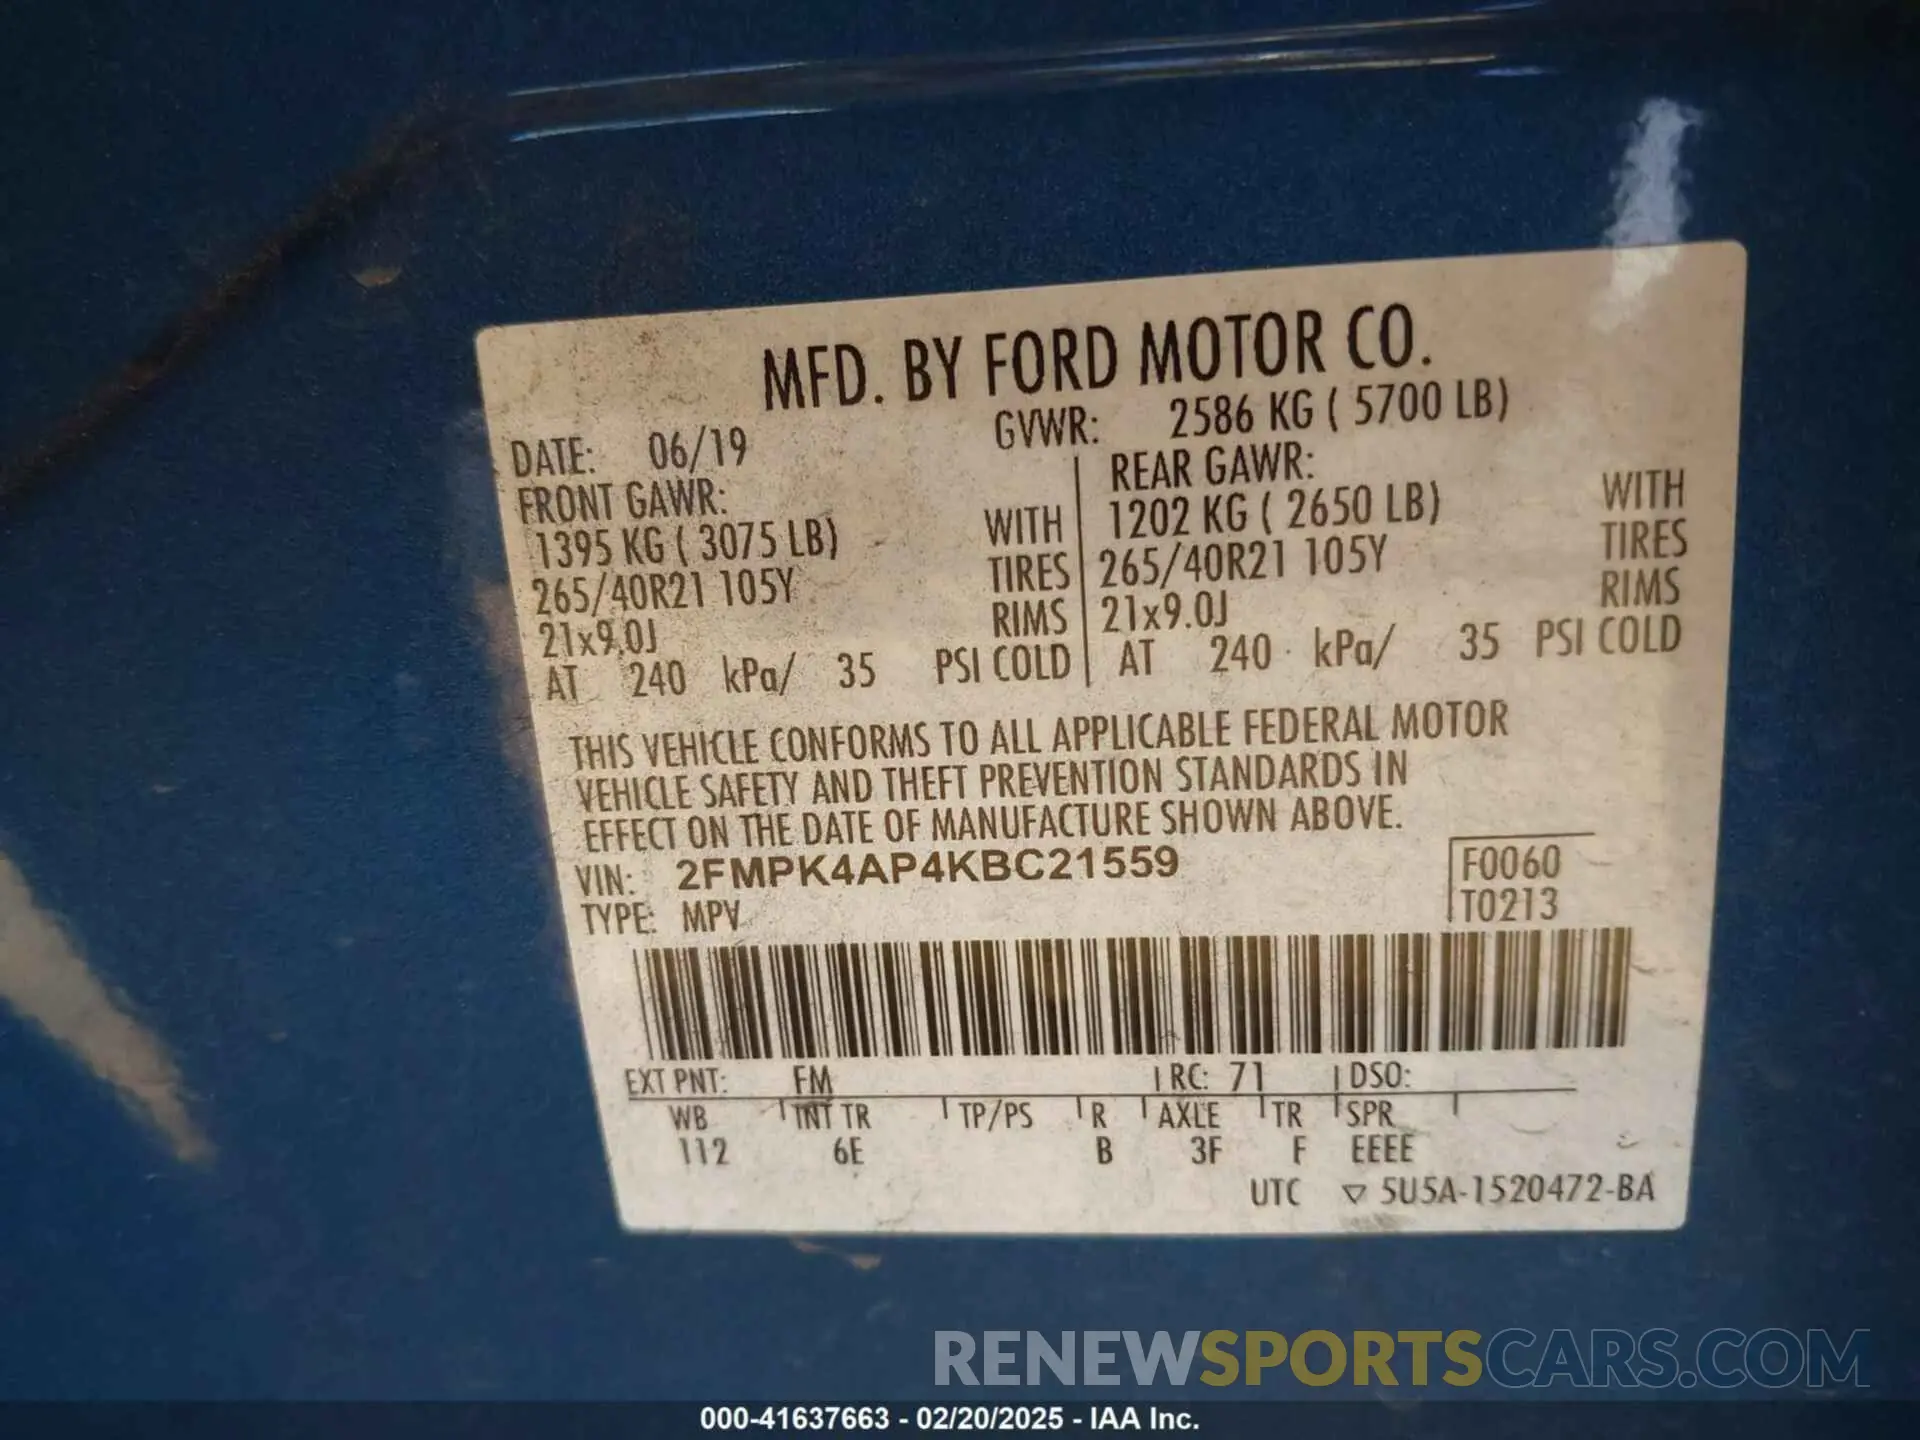 MFD. BY FORD MOTOR CO.
DATE: 06/19 GVWR: 2586 KG ( 5700 LB)
FRONT GAWR: REAR GAWR:
1395 KG ( 3075 LB) WITH 1202 KG ( 2650 LB) WITH
265/40R21 105Y TIRES 265/40R21 105Y TIRES
21x9.0J RIMS 21x9.0J RIMS
AT 240 kPa/ 35 PSI COLD AT 240 kPa/ 35 PSI COLD
THIS VEHICLE CONFORMS TO ALL APPLICABLE FEDERAL MOTOR
VEHICLE SAFETY AND THEFT PREVENTION STANDARDS IN
EFFECT ON THE DATE OF MANUFACTURE SHOWN ABOVE.
VIN: 2FMPK4AP4KBC21559 F0060
TYPE: MPV T0213
EXT PNT: FM RC: 71 DSO:
WB INT TR TP/PS R AXLE TR SPR
112 6E B 3F F EEEE
UTC ▽ 5U5A-1520472-BA
RENEWSPORTSCARS.COM
000-41637663 - 02/20/2025 - IAA Inc.